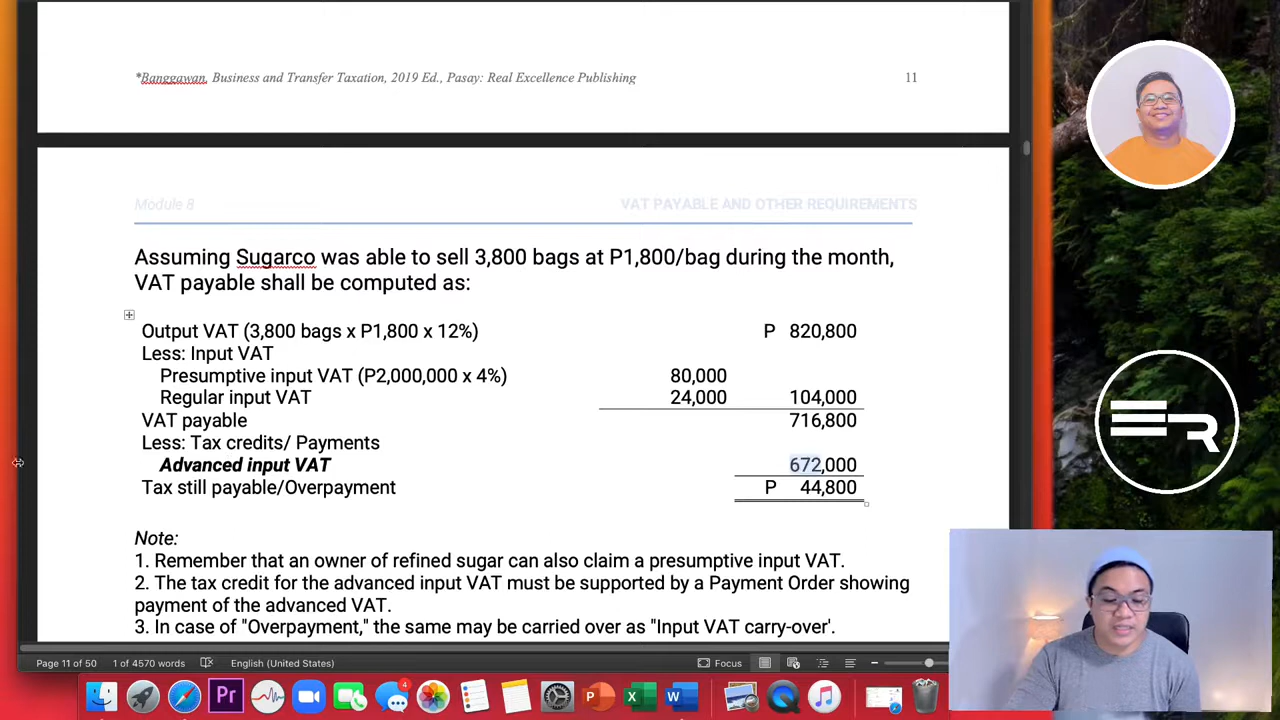 *Banggawan, Business and Transfer Taxation, 2019 Ed., Pasay: Real Excellence Publishing 11
Module 8 VAT PAYABLE AND OTHER REQUIREMENTS
Assuming Sugarco was able to sell 3,800 bags at P1,800/bag during the month,
VAT payable shall be computed as:
Output VAT (3,800 bags x P1,800 x 12%) P 820,800
Less: Input VAT
Presumptive input VAT (P2,000,000 x 4%) 80,000
Regular input VAT 24,000 104,000
VAT payable 716,800
Less: Tax credits/ Payments
Advanced input VAT 672,000
Tax still payable/Overpayment P 44,800
Note:
1. Remember that an owner of refined sugar can also claim a presumptive input VAT.
2. The tax credit for the advanced input VAT must be supported by a Payment Order showing
payment of the advanced VAT.
3. In case of "Overpayment," the same may be carried over as "Input VAT carry-over'.
Page 11 of 50 1 of 4570 words English (United States) Focus
Pr 4 P X W
ER